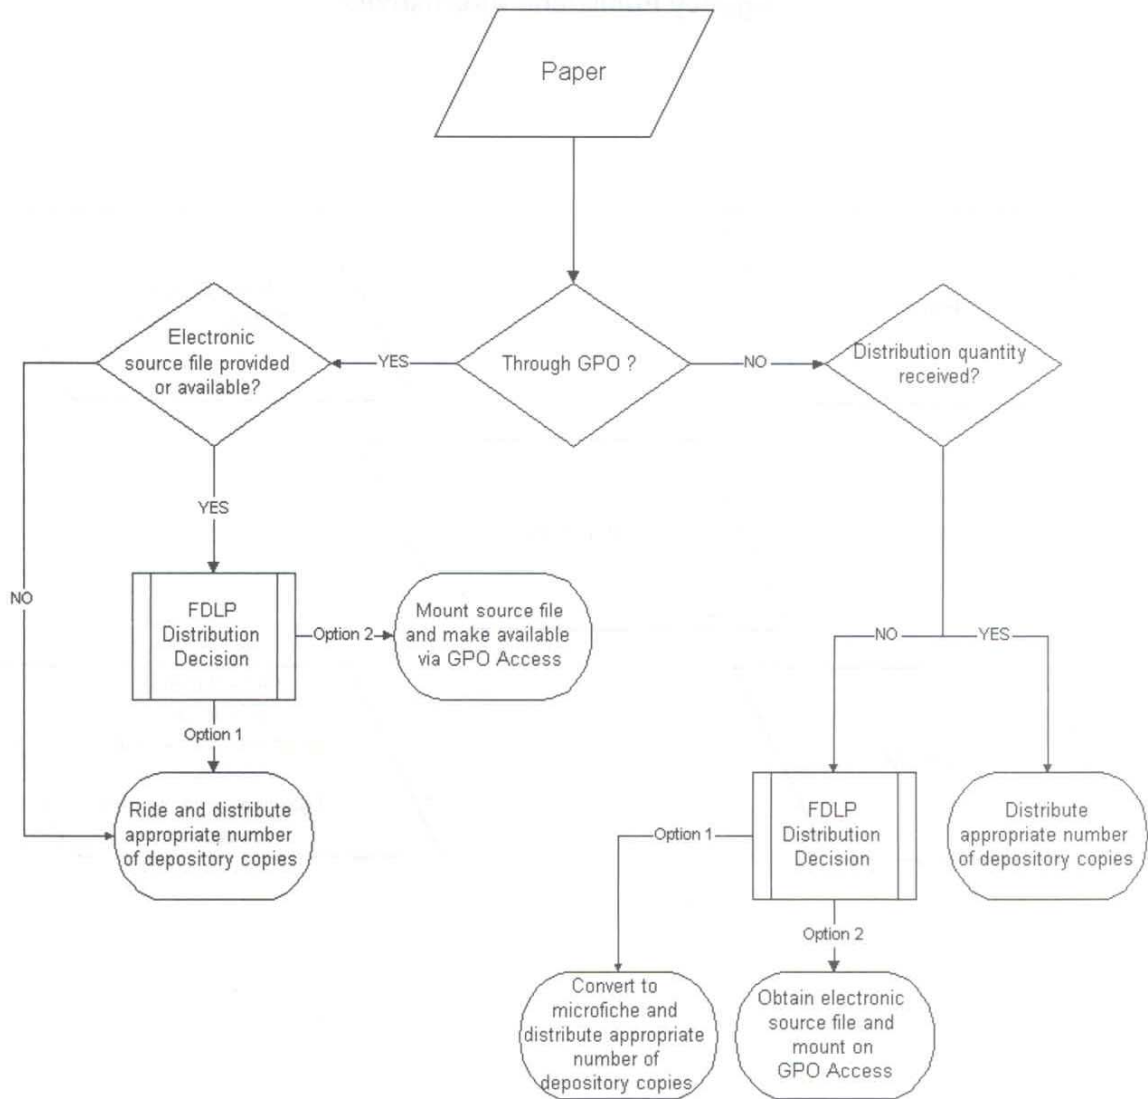 Paper
Electronic
source file provided
or available?
YES
Through GPO ?
NO
Distribution quantity
received?
YES
NO
NO
YES
FDLP
Distribution
Decision
Option 2
Mount source file
and make available
via GPO Access
Option 1
Ride and distribute
appropriate number
of depository copies
Option 1
FDLP
Distribution
Decision
Distribute
appropriate number
of depository copies
Option 2
Convert to
microfiche and
distribute appropriate
number of
depository copies
Obtain electronic
source file and
mount on
GPO Access